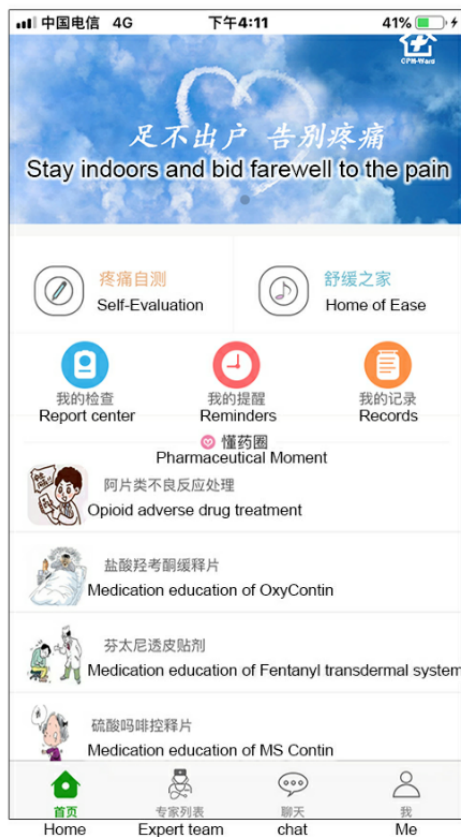 中国电信 4G 下午4:11 41%
CPM-Ward
足不出户 告别疼痛
Stay indoors and bid farewell to the pain
疼痛自测 舒缓之家
Self-Evaluation Home of Ease
我的检查 我的提醒 我的记录
Report center Reminders Records
懂药圈
Pharmaceutical Moment
阿片类不良反应处理
Opioid adverse drug treatment
盐酸羟考酮缓释片
Medication education of OxyContin
芬太尼透皮贴剂
Medication education of Fentanyl transdermal system
硫酸吗啡控释片
Medication education of MS Contin
首页 专家列表 聊天 我
Home Expert team chat Me